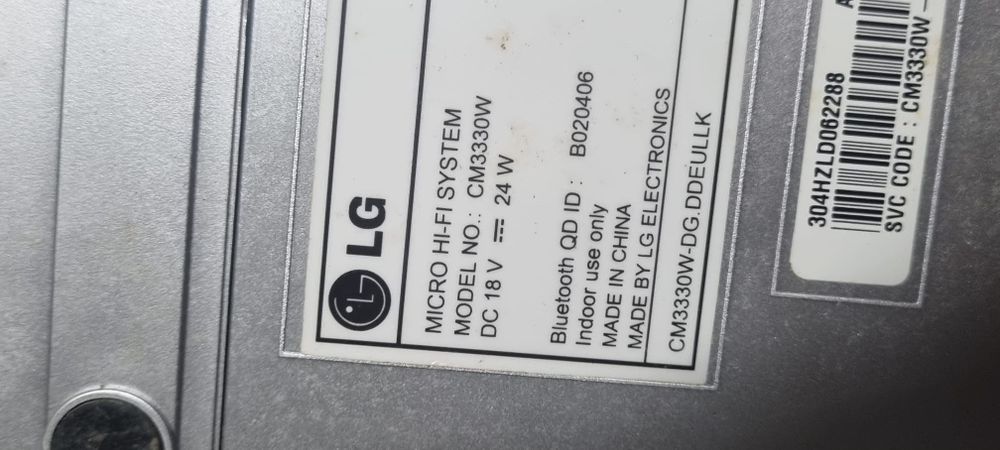 LG
MICRO HI-FI SYSTEM
MODEL NO.: CM3330W
DC 18 V ⎓ 24 W
Bluetooth QD ID : B020406
Indoor use only
MADE IN CHINA
MADE BY LG ELECTRONICS
CM3330W-DG.DDEULLK
304HZLD062288
SVC CODE : CM3330W